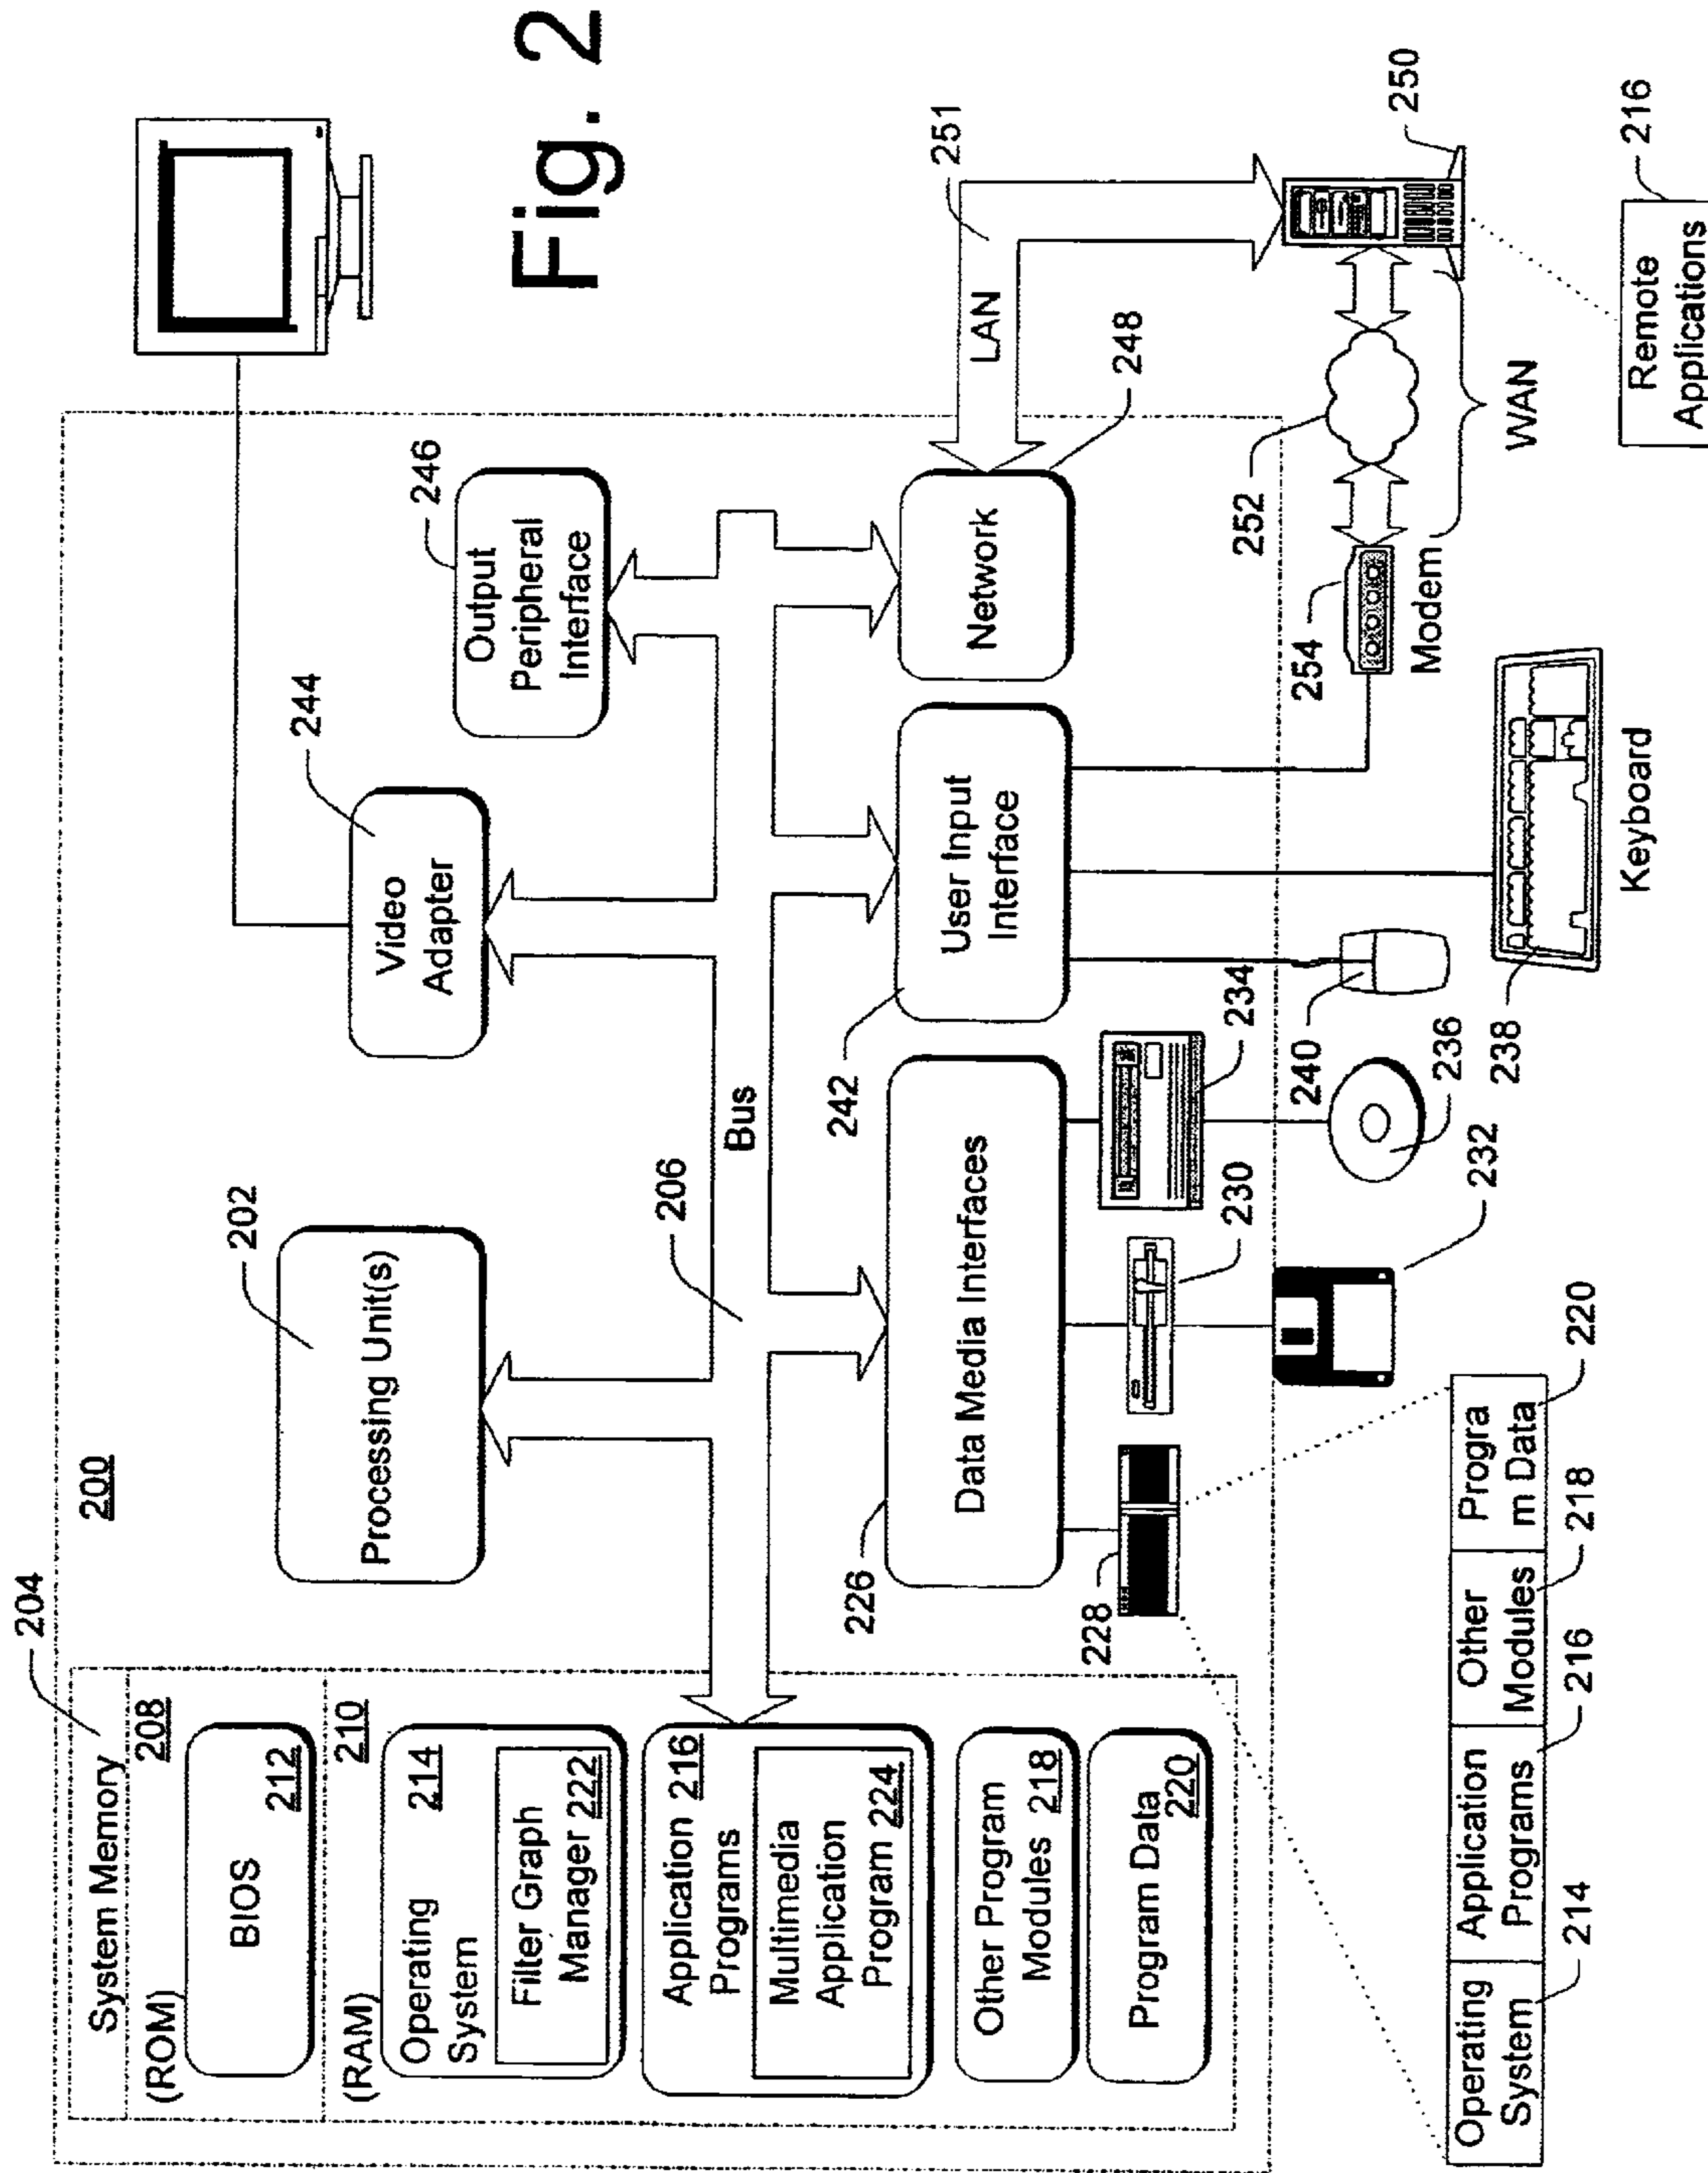 Fig. 2
200
204
System Memory
(ROM) 208
BIOS
212
(RAM) 210
Operating 214
System
Filter Graph
Manager 222
Application 216
Programs
Multimedia
Application
Program 224
Other Program
Modules 218
Program Data
220
202
Processing Unit(s)
244
Video
Adapter
246
Output
Peripheral
Interface
206
Bus
226
Data Media Interfaces
242
User Input
Interface
Network
248
LAN
251
228
230
234
232
236
240
238
Keyboard
254
Modem
252
WAN
250
Remote
Applications
216
Operating
System
214
Application
Programs
216
Other
Modules
218
Progra
m Data
220